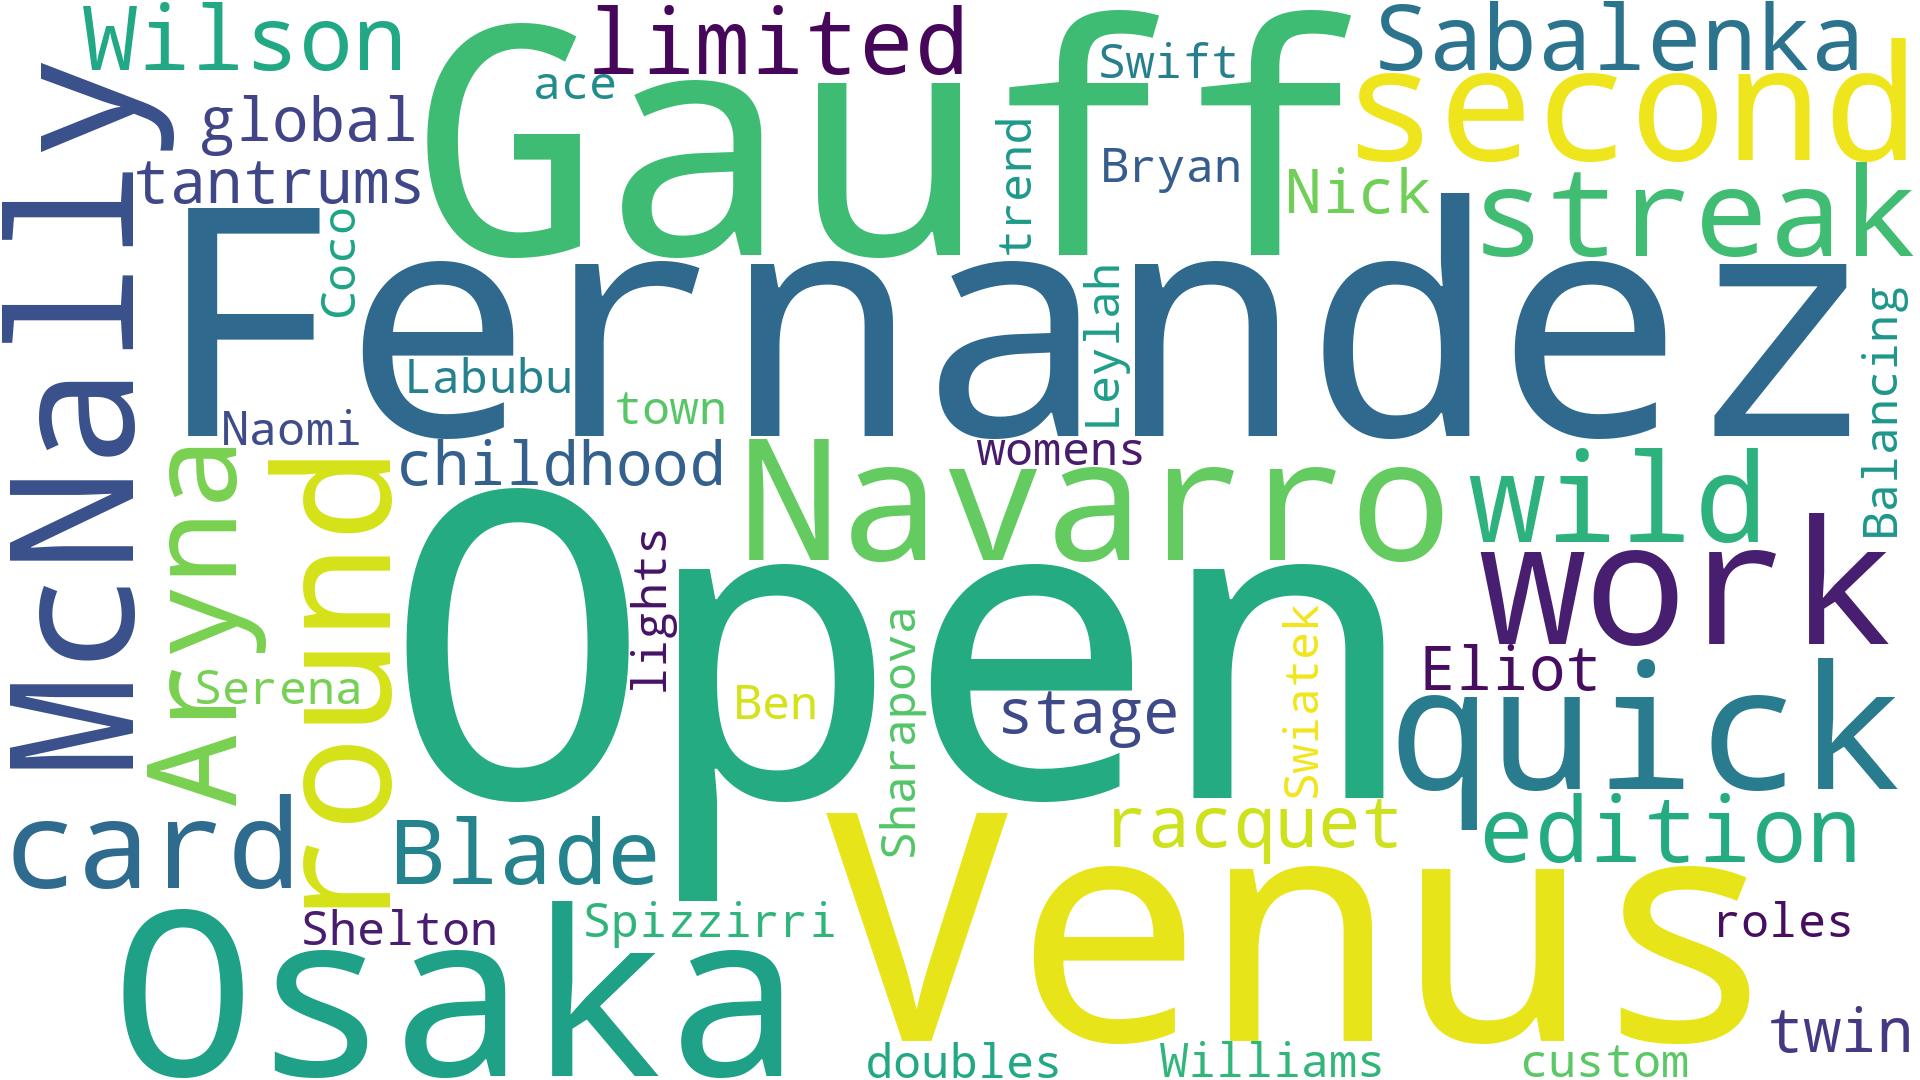 Wilson
limited
Sabalenka
Gauff
ace
Swift
second
global
McNally
tantrums
trend
Bryan
Nick
streak
Coco
Fernandez
Leylah
Balancing
Labubu
town
Naomi
childhood
womens
Navarro
wild
Aryna
round
Open
lights
work
Serena
Ben
Sharapova
stage
Swiatek
Eliot
quick
card
Blade
racquet
edition
Venus
Osaka
Shelton
Spizzirri
roles
twin
doubles
Williams
custom